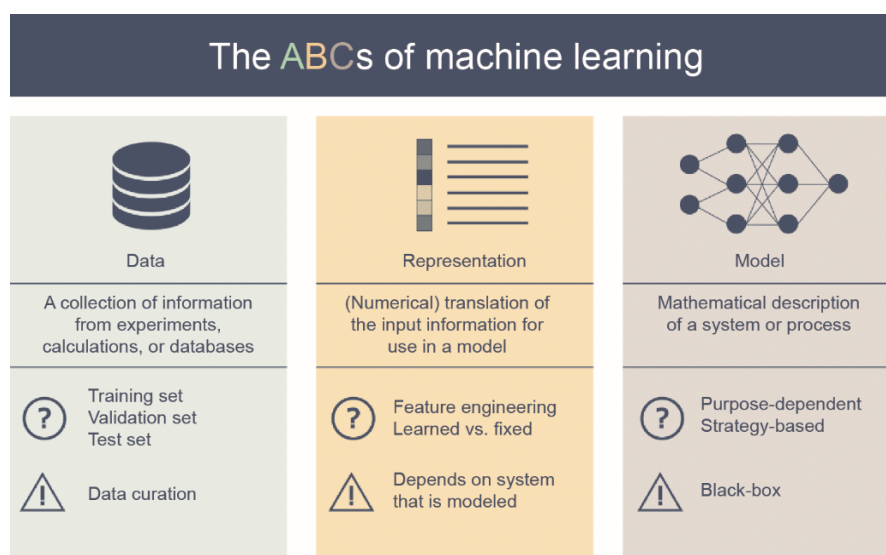 The ABCs of machine learning
Data
A collection of information
from experiments,
calculations, or databases
?
Training set
Validation set
Test set
!
Data curation
Representation
(Numerical) translation of
the input information for
use in a model
?
Feature engineering
Learned vs. fixed
!
Depends on system
that is modeled
Model
Mathematical description
of a system or process
?
Purpose-dependent
Strategy-based
!
Black-box